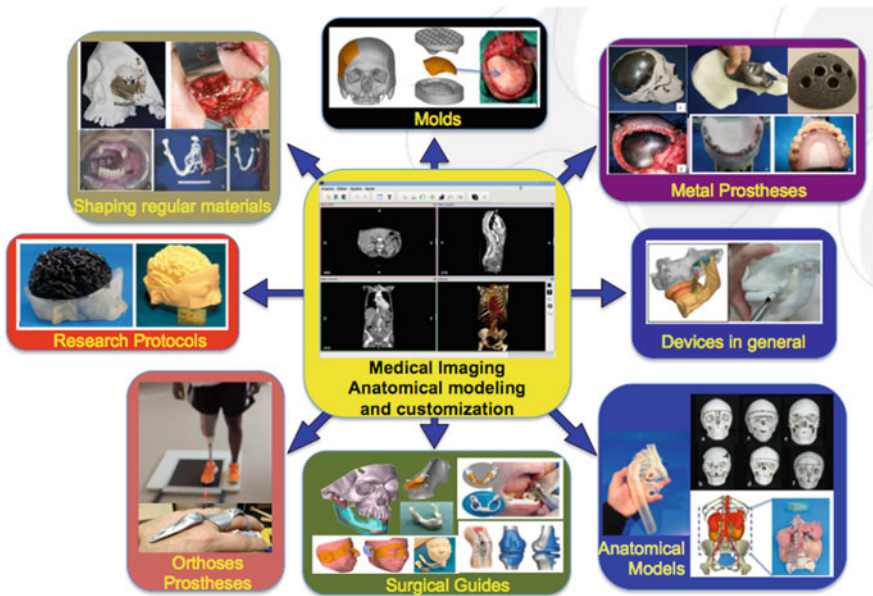 Molds
Shaping regular materials
Metal Prostheses
Research Protocols
Medical Imaging
Anatomical modeling
and customization
Devices in general
Orthoses
Prostheses
Surgical Guides
Anatomical
Models